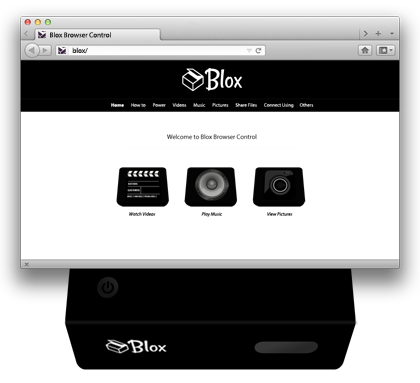 Blox Browser Control
blox/
Blox
Home How to Power Videos Music Pictures Share Files Connect Using Others
Welcome to Blox Browser Control
Watch Videos Play Music View Pictures
Blox